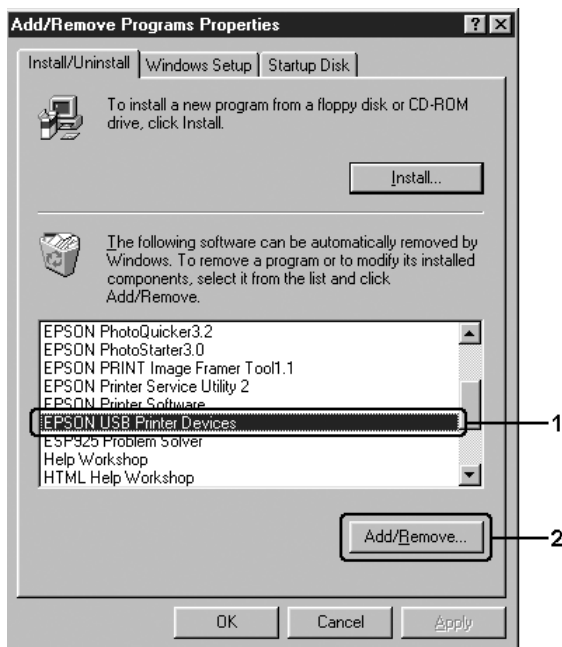 Add/Remove Programs Properties
Install/Uninstall Windows Setup Startup Disk
To install a new program from a floppy disk or CD-ROM
drive, click Install.
Install...
The following software can be automatically removed by
Windows. To remove a program or to modify its installed
components, select it from the list and click
Add/Remove.
EPSON PhotoQuicker3.2
EPSON PhotoStarter3.0
EPSON PRINT Image Framer Tool1.1
EPSON Printer Service Utility 2
EPSON Printer Software
EPSON USB Printer Devices
1
ESP925 Problem Solver
Help Workshop
HTML Help Workshop
Add/Remove...
2
OK Cancel Apply